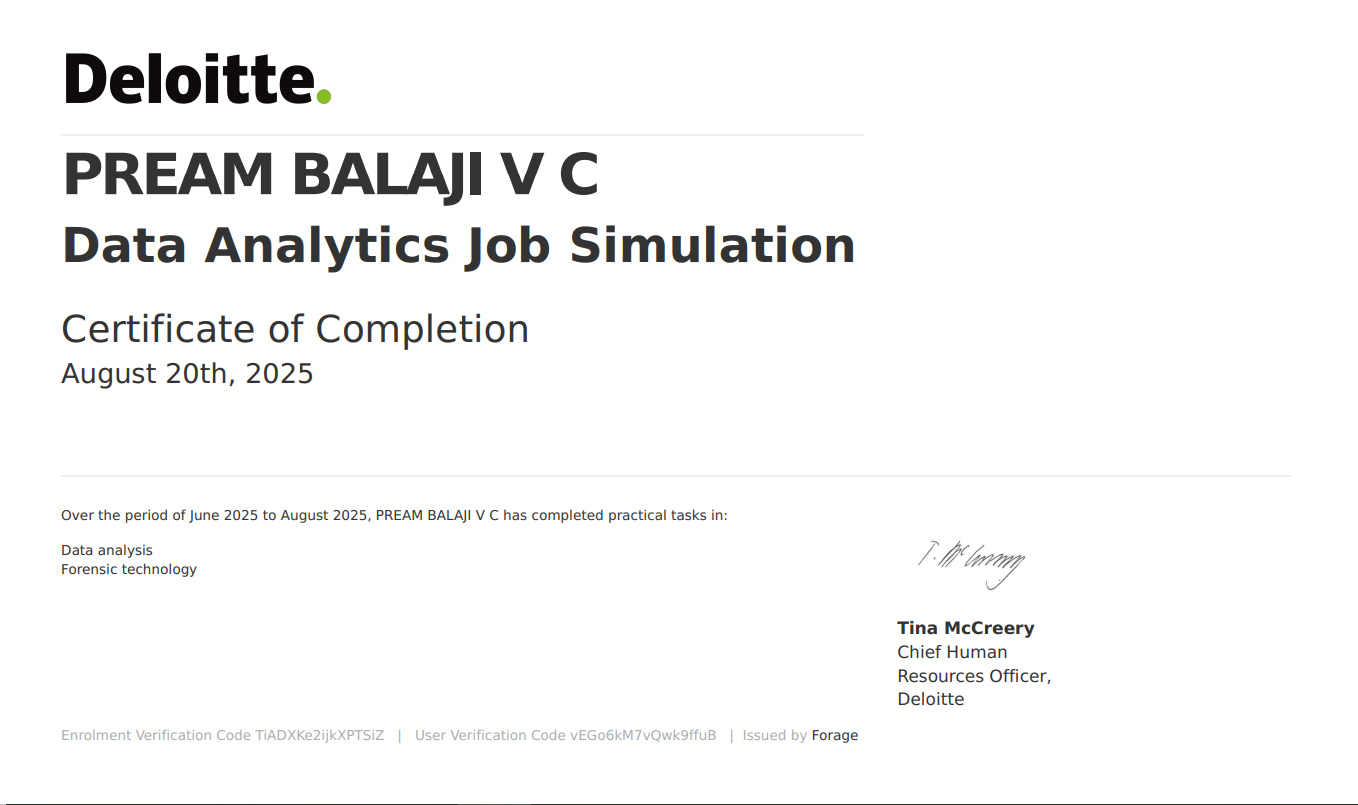 Deloitte.
PREAM BALAJI V C
Data Analytics Job Simulation
Certificate of Completion
August 20th, 2025
Over the period of June 2025 to August 2025, PREAM BALAJI V C has completed practical tasks in:
Data analysis
Forensic technology
T. McCreery
Tina McCreery
Chief Human
Resources Officer,
Deloitte
Enrolment Verification Code TiADXKe2ijkXPTSiZ | User Verification Code vEGo6kM7vQwk9ffuB | Issued by Forage